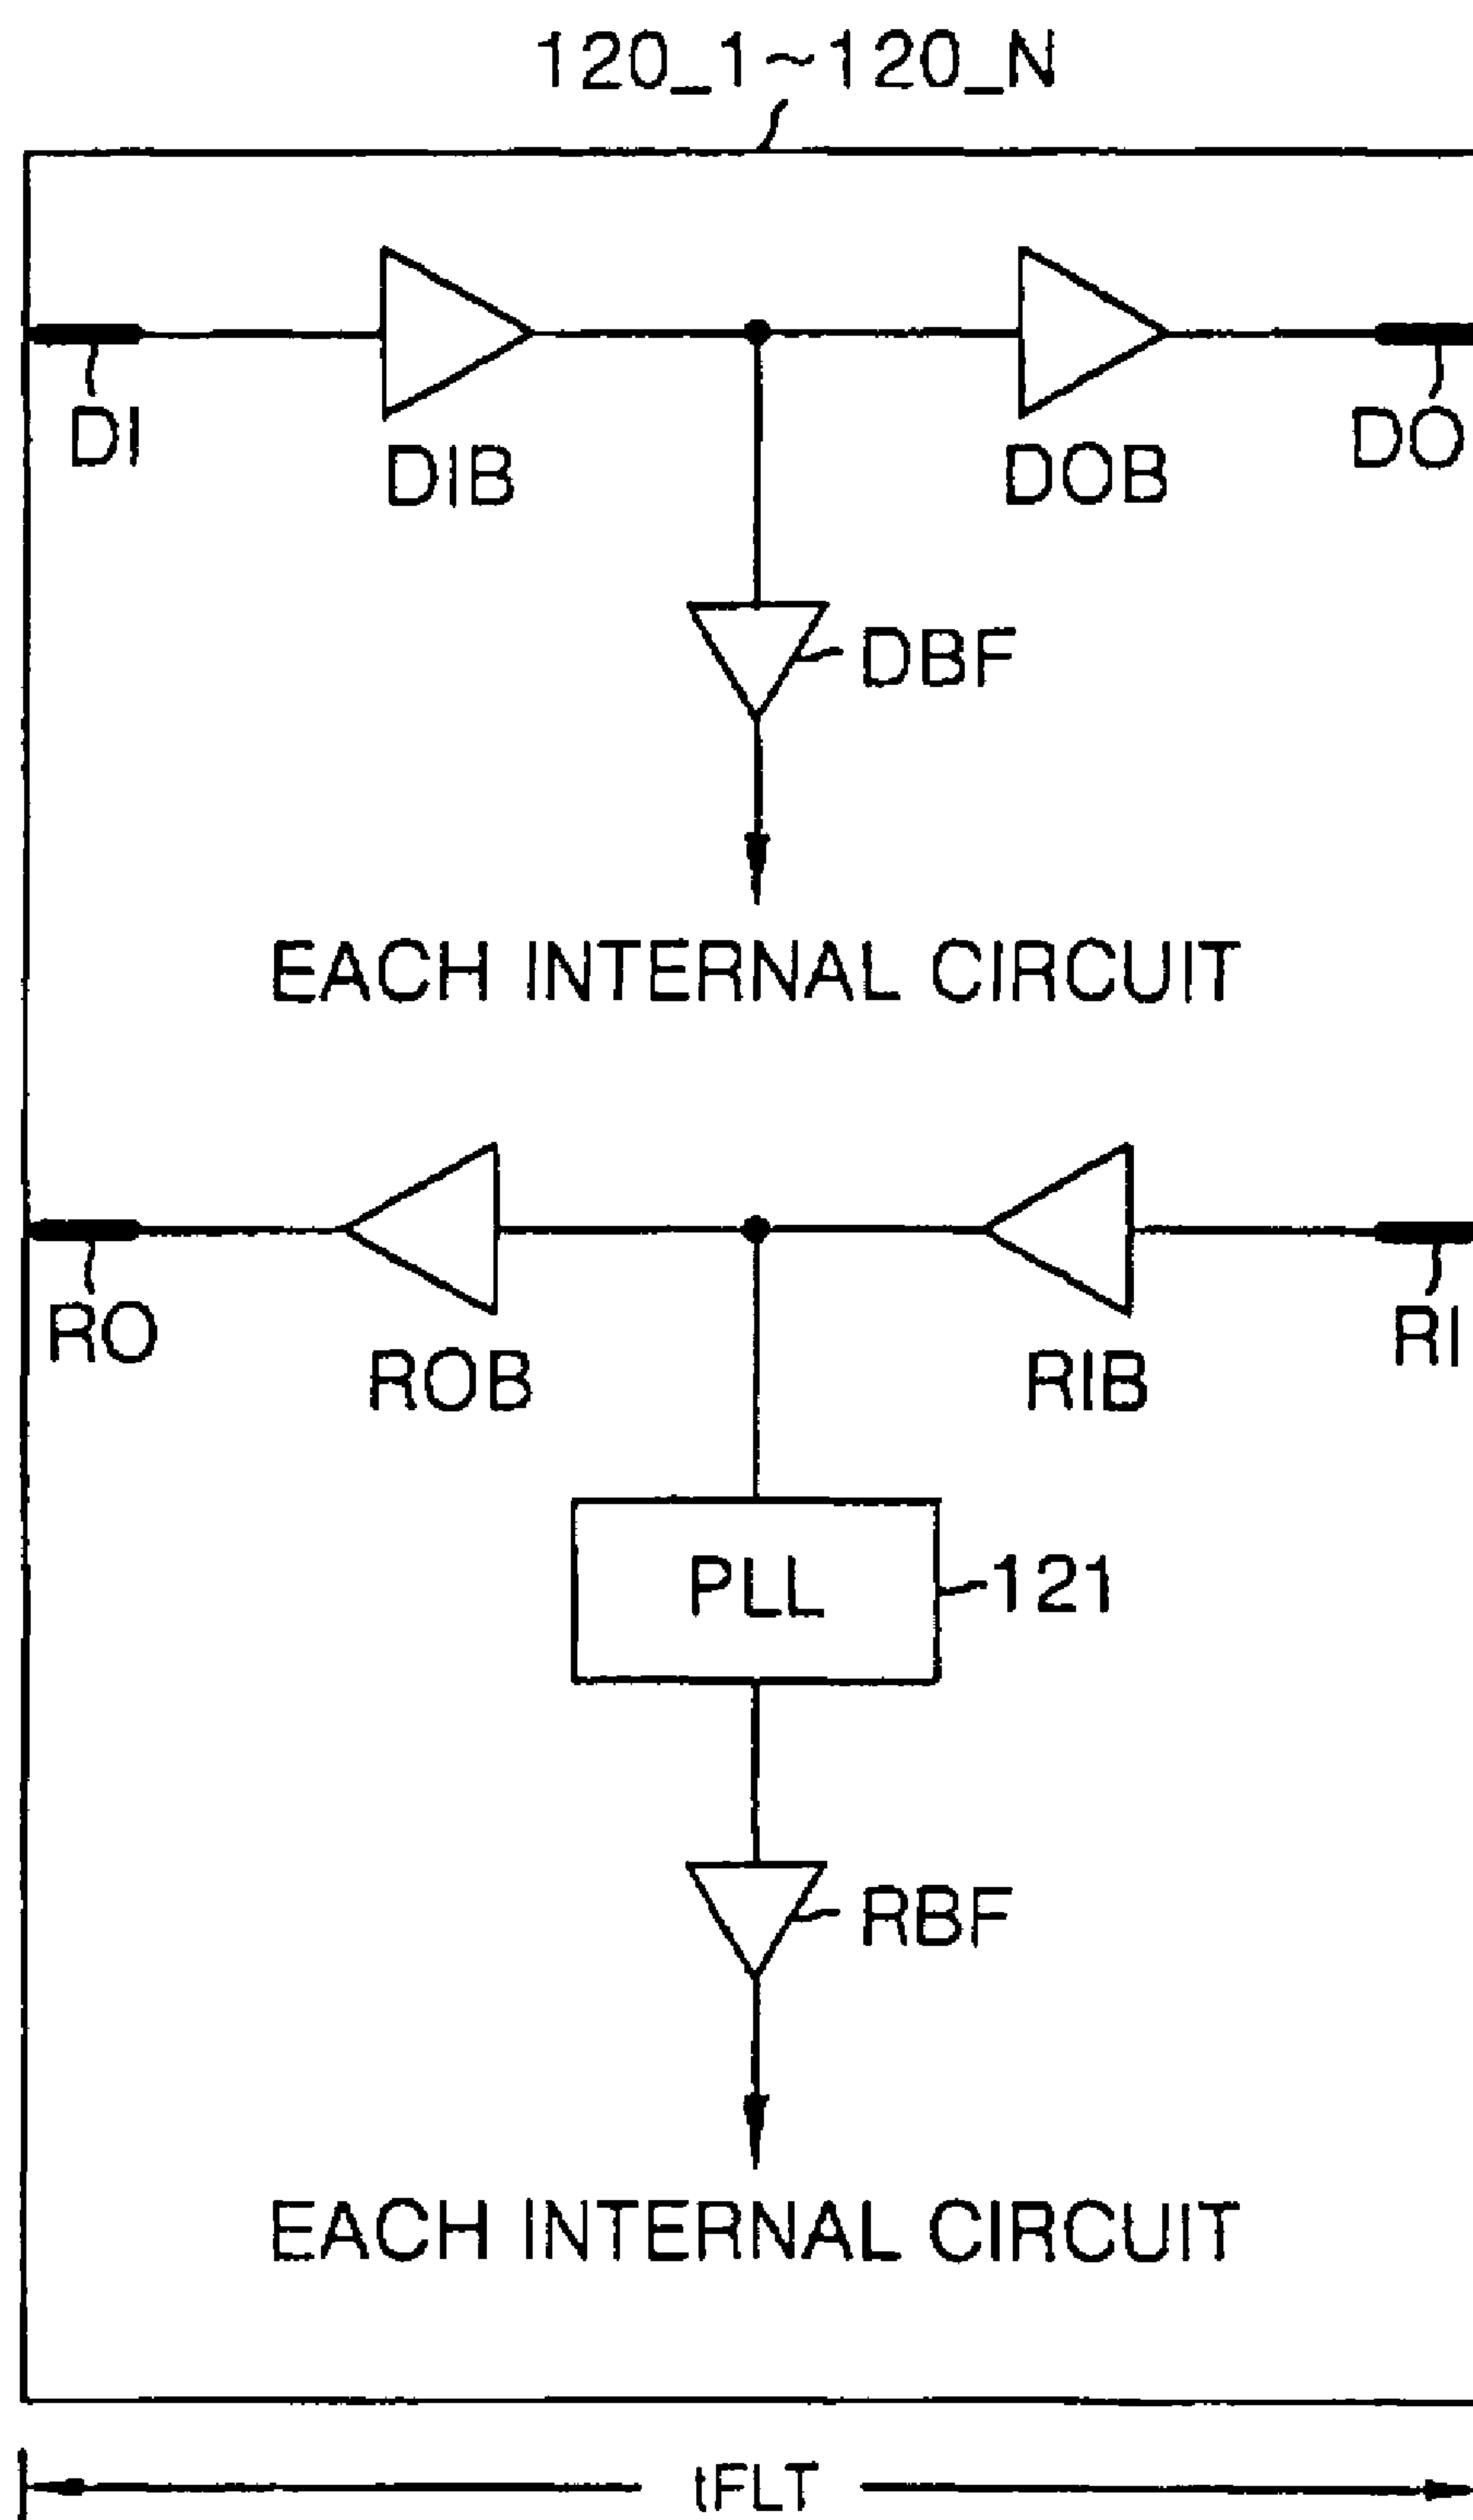 120_1~120_N
DI
DIB
DOB
DO
DBF
EACH INTERNAL CIRCUIT
RO
ROB
RIB
RI
PLL
121
RBF
EACH INTERNAL CIRCUIT
tFLT